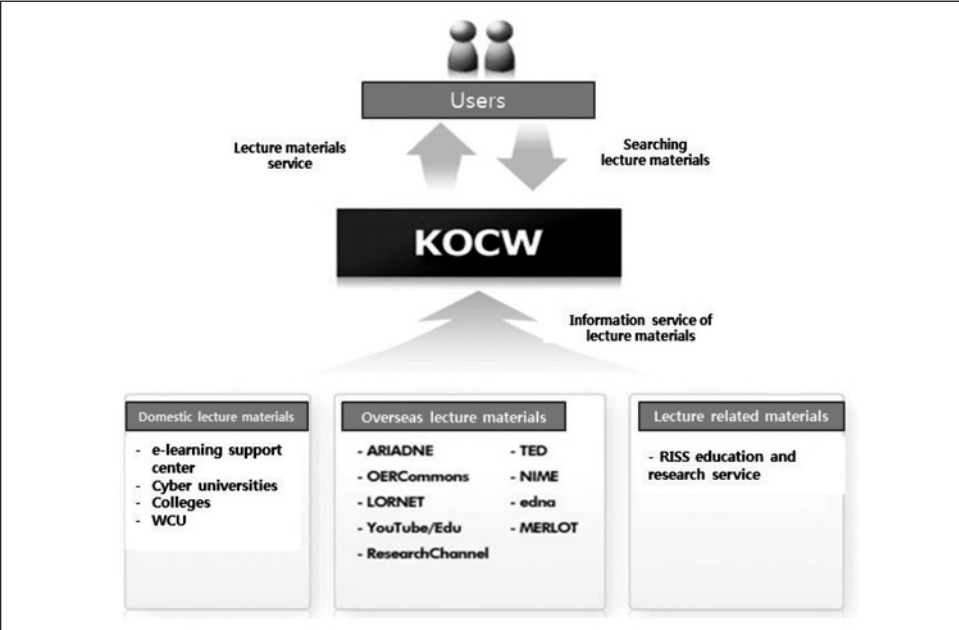 Users
Lecture materials
service
Searching
lecture materials
KOCW
Information service of
lecture materials
Domestic lecture materials
- e-learning support
center
- Cyber universities
- Colleges
- WCU
Overseas lecture materials
- ARIADNE
- OERCommons
- LORNET
- YouTube/Edu
- ResearchChannel
- TED
- NIME
- edna
- MERLOT
Lecture related materials
- RISS education and
research service